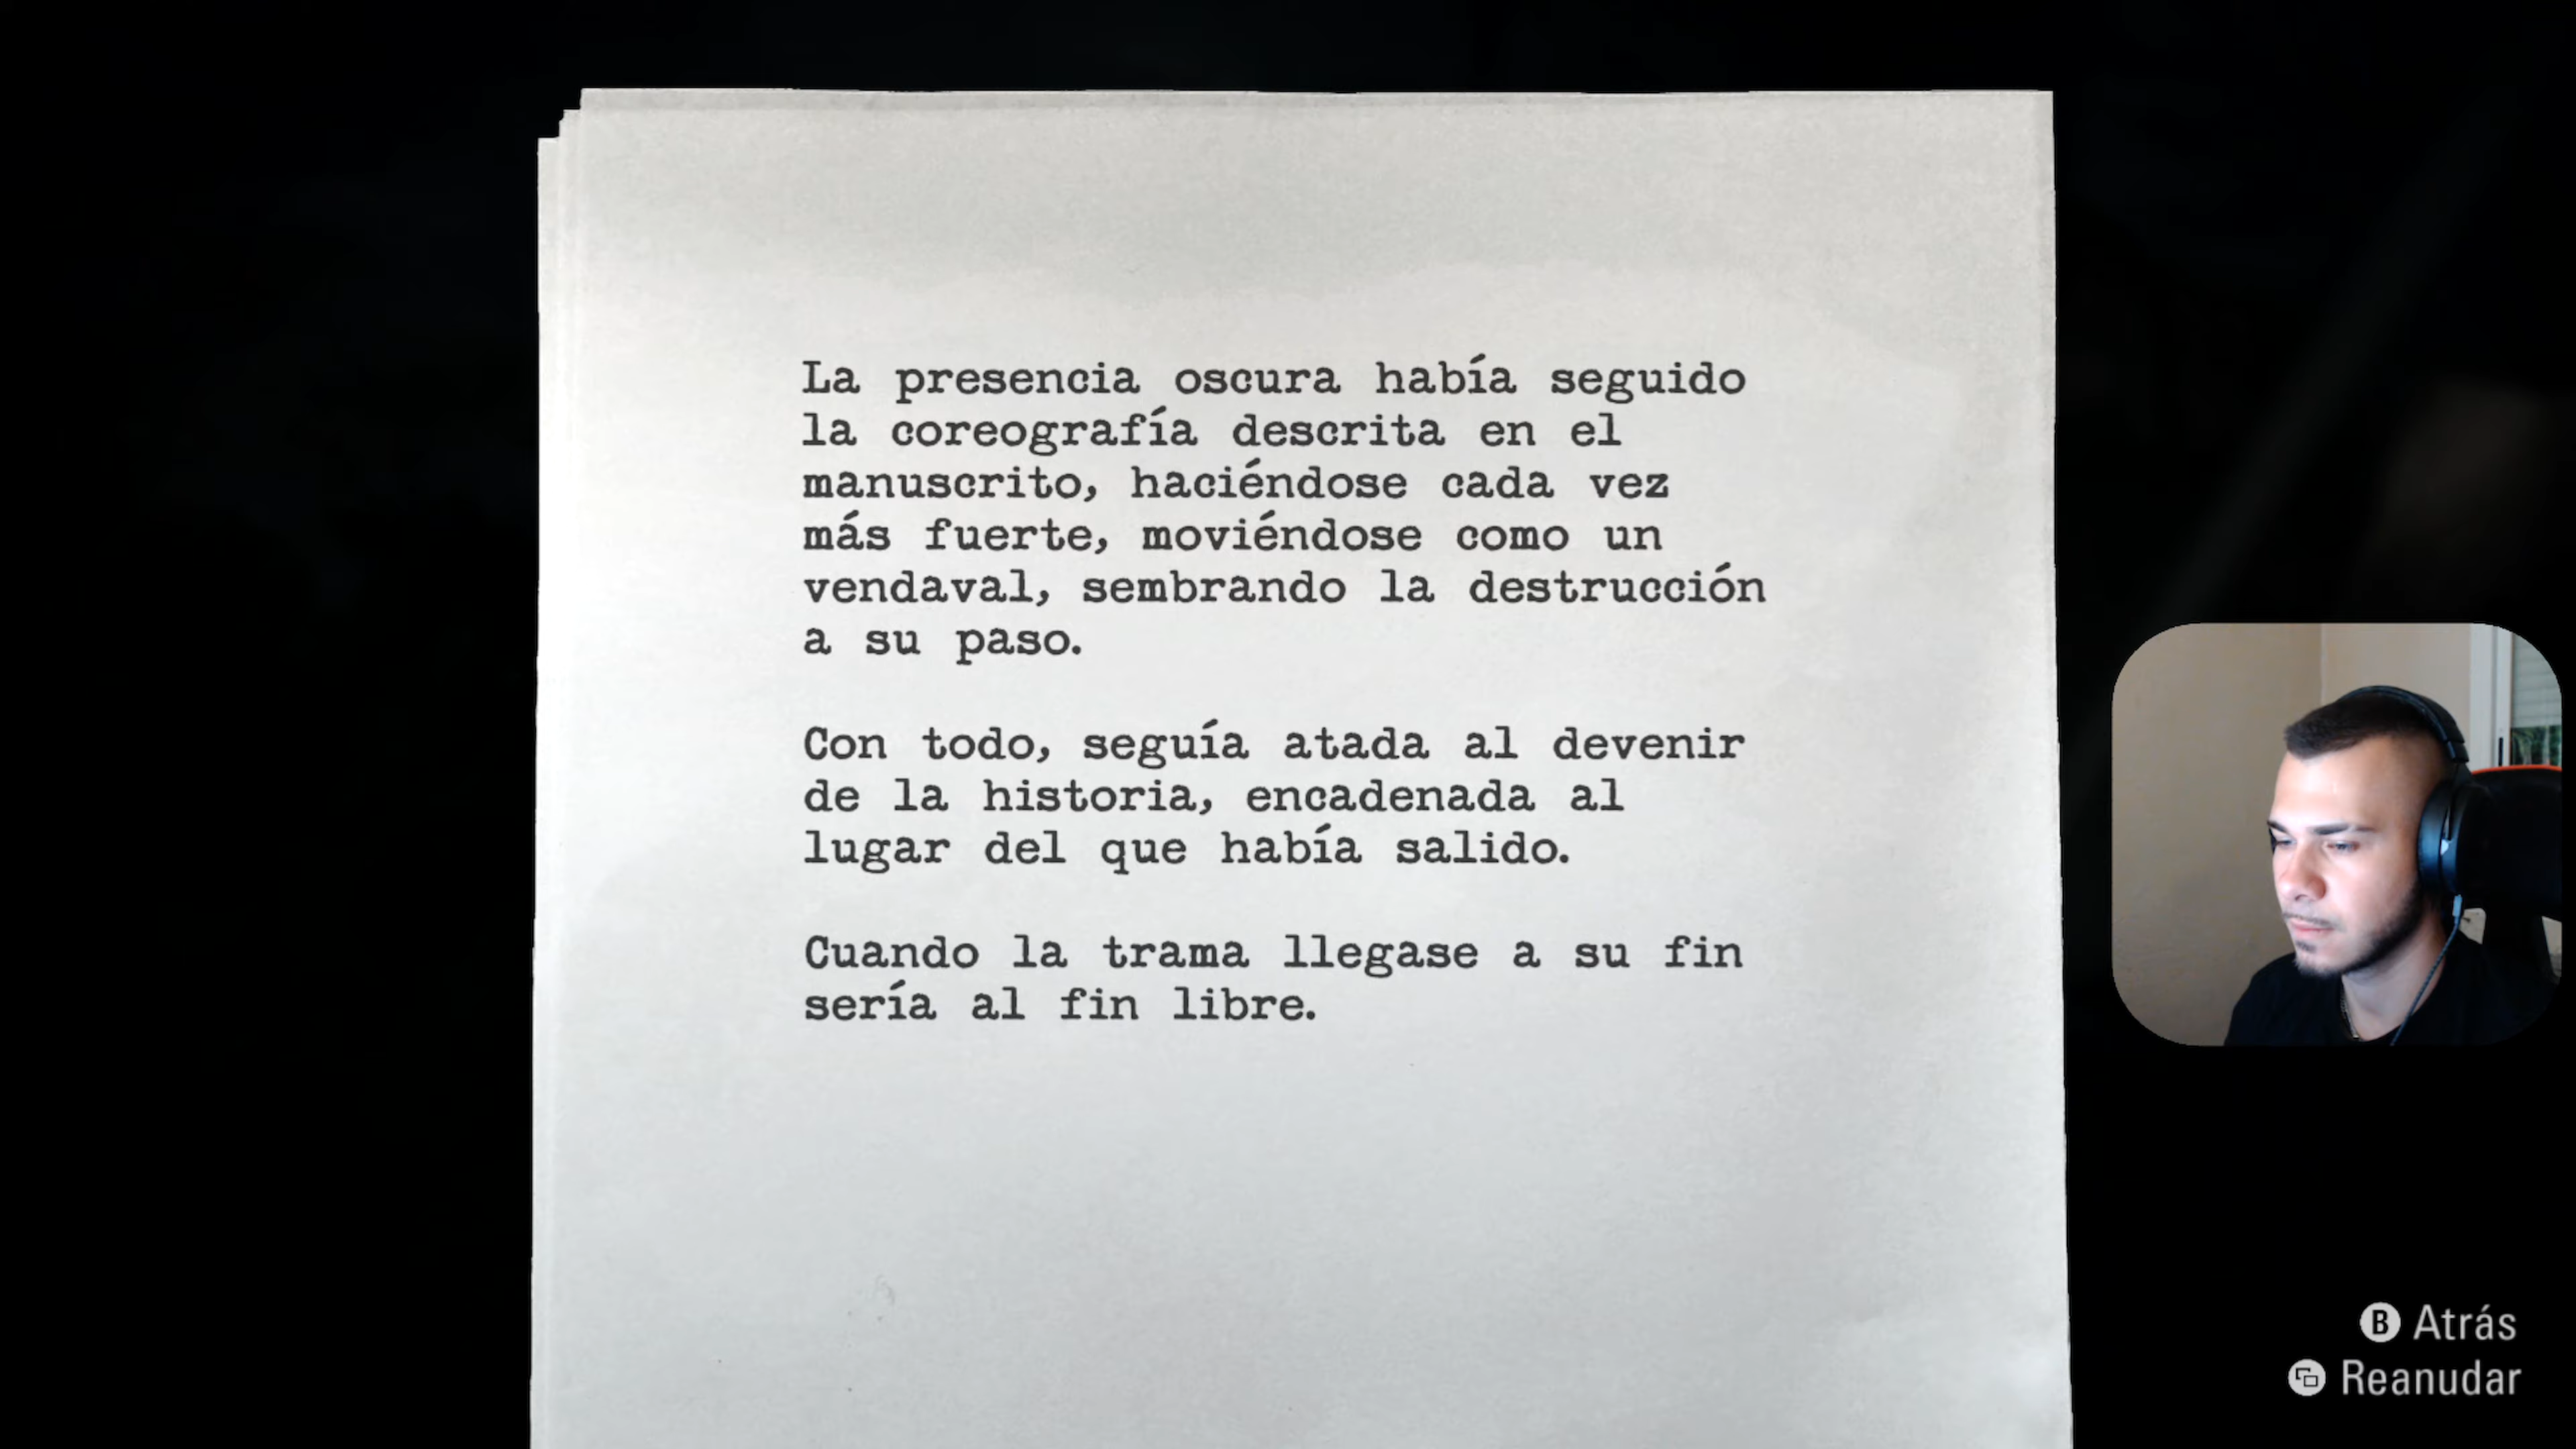 La presencia oscura había seguido
la coreografía descrita en el
manuscrito, haciéndose cada vez
más fuerte, moviéndose como un
vendaval, sembrando la destrucción
a su paso.
Con todo, seguía atada al devenir
de la historia, encadenada al
lugar del que había salido.
Cuando la trama llegase a su fin
sería al fin libre.
B Atrás
Reanudar